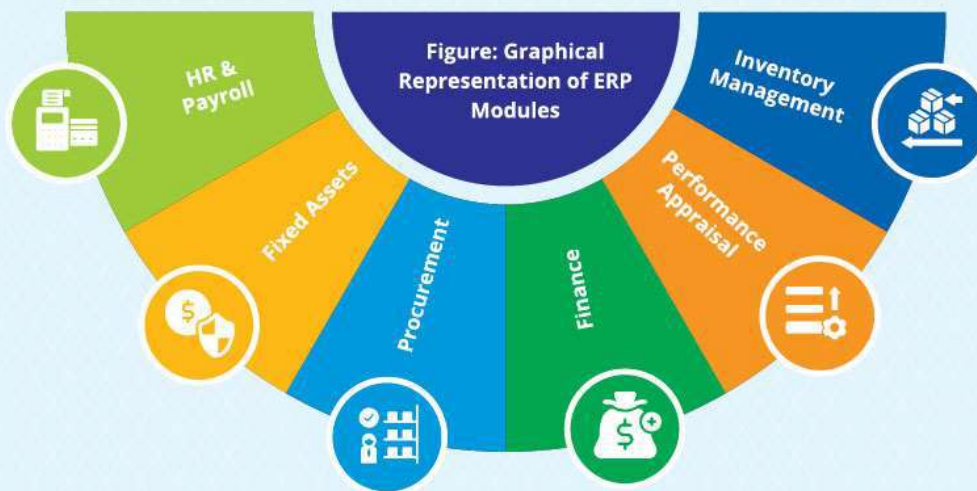 Figure: Graphical
Representation of ERP
Modules
HR &
Payroll
Fixed Assets
Procurement
Finance
Performance
Appraisal
Inventory
Management
$
$